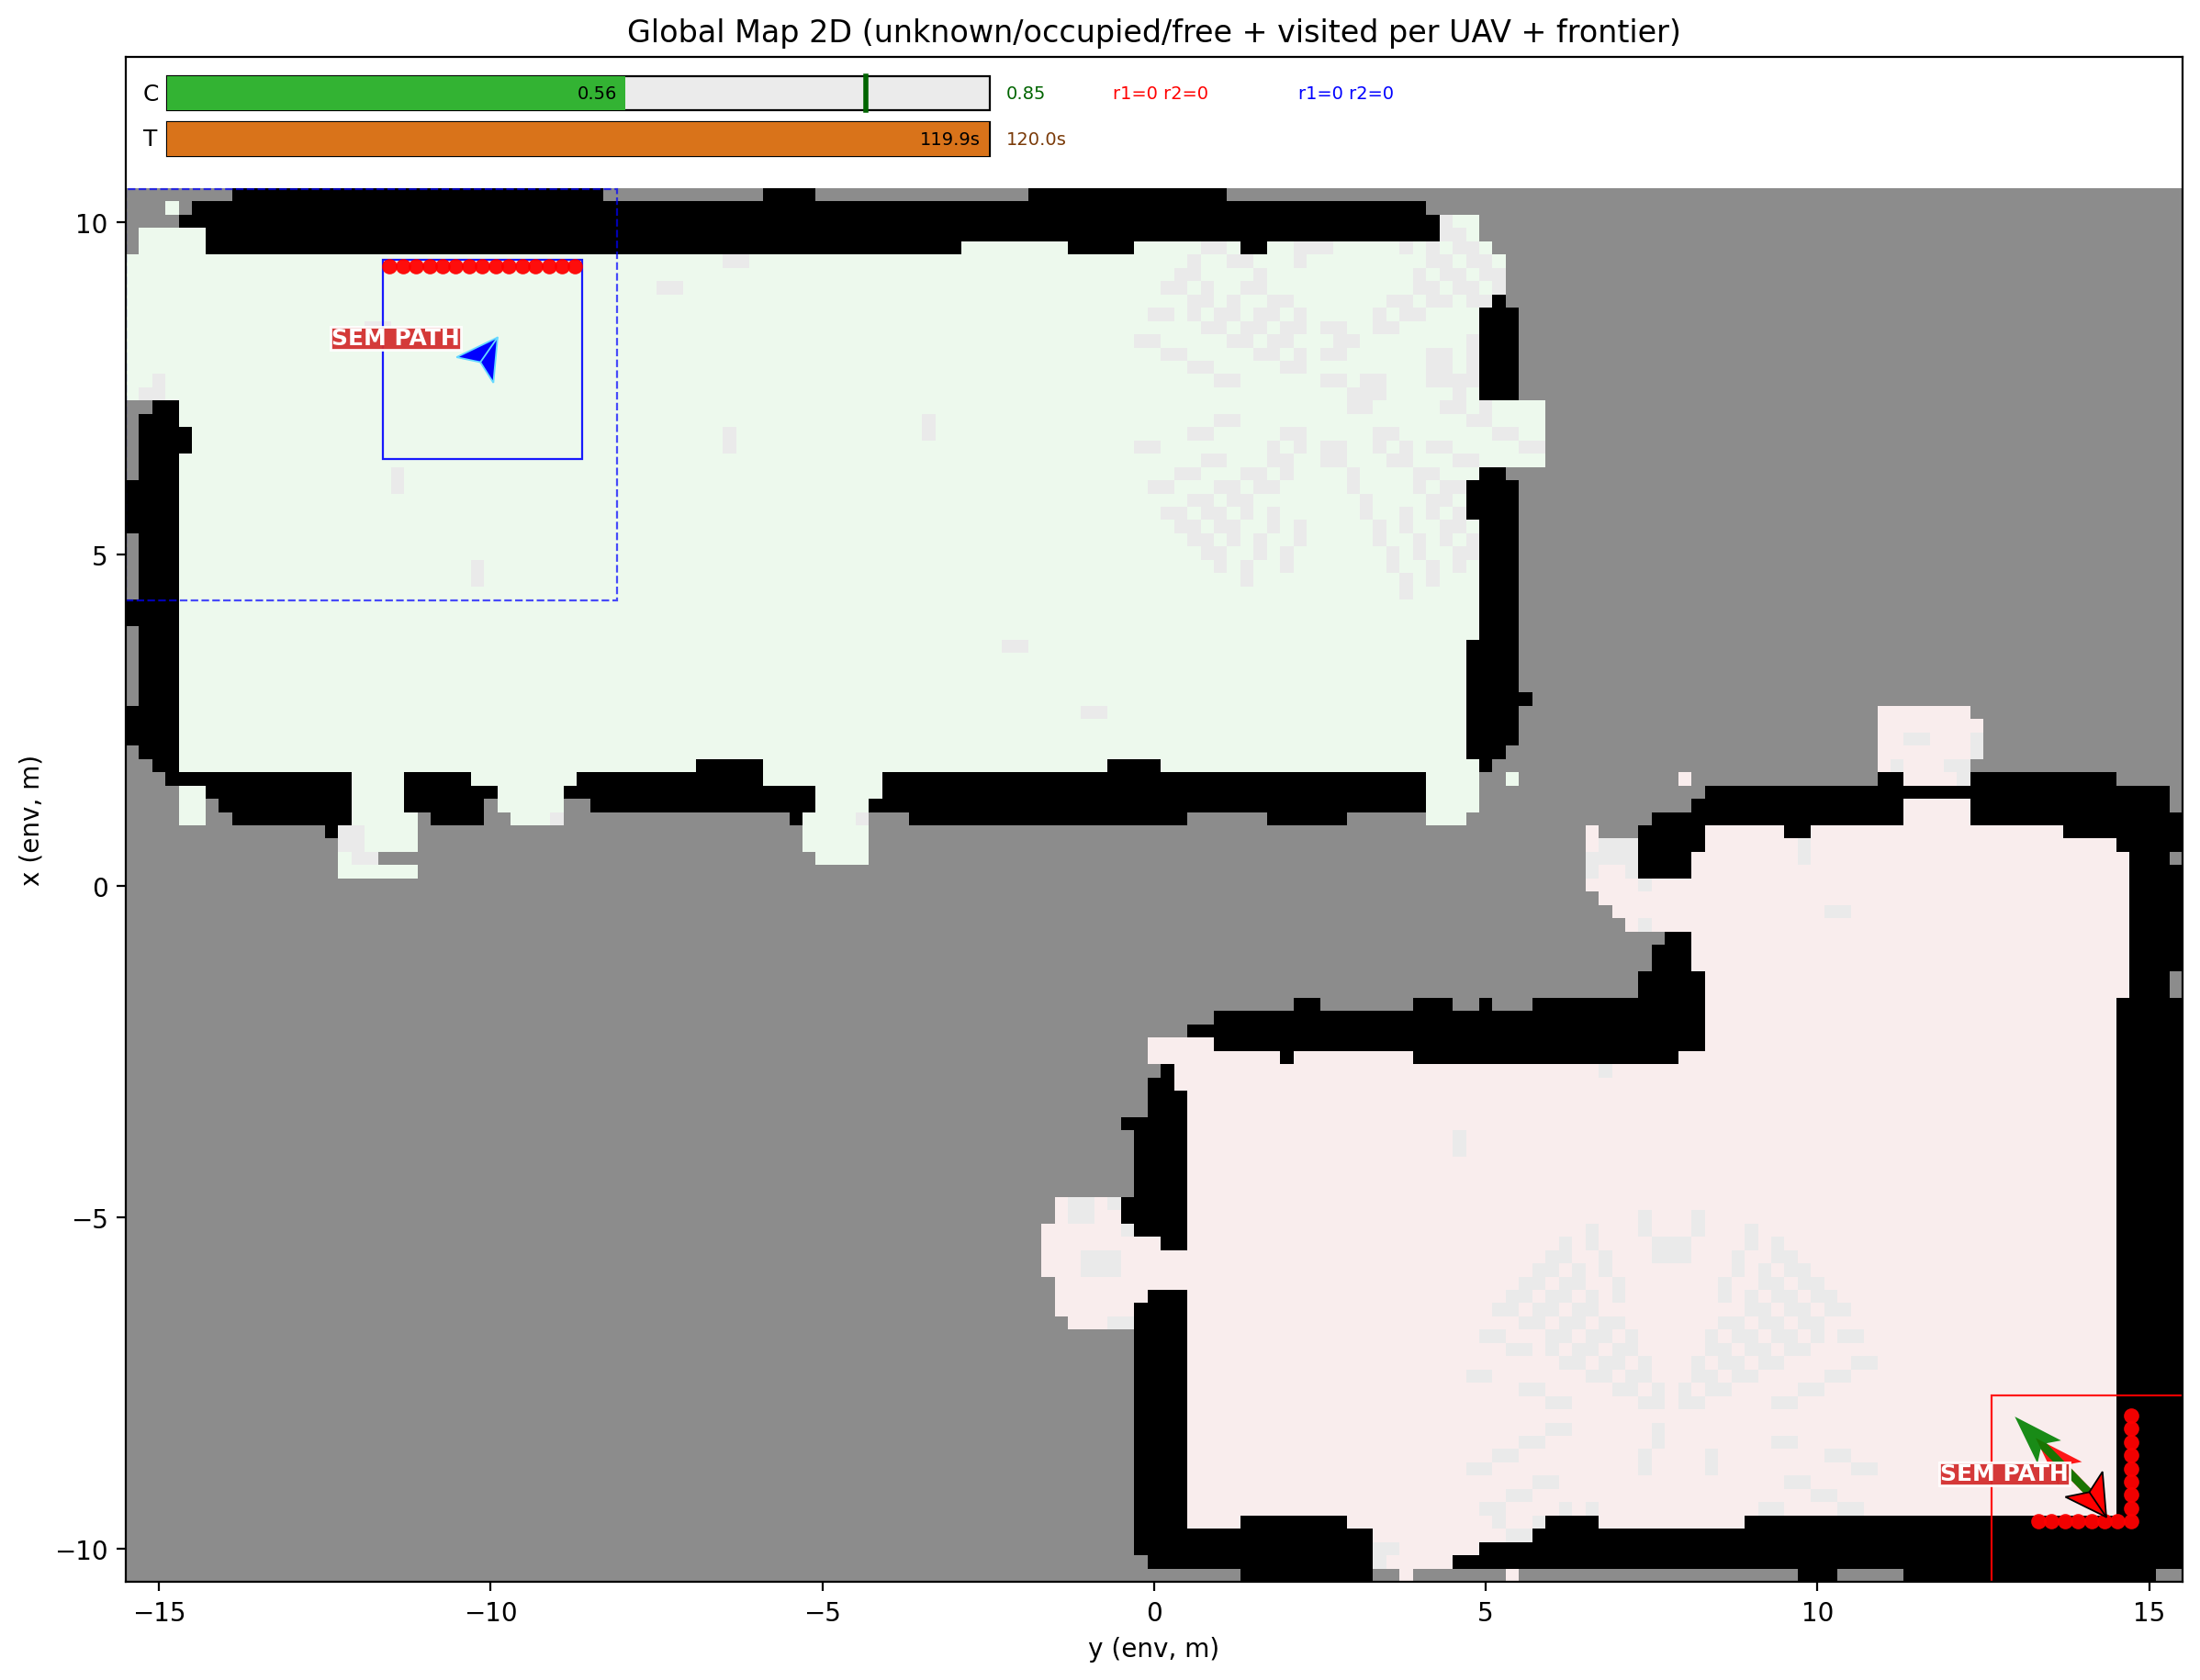 Global Map 2D (unknown/occupied/free + visited per UAV + frontier)
C 0.56 0.85 r1=0 r2=0 r1=0 r2=0
T 119.9s 120.0s
10
SEM PATH
5
0
−5
SEM PATH
−10
x (env, m)
−15 −10 −5 0 5 10 15
y (env, m)